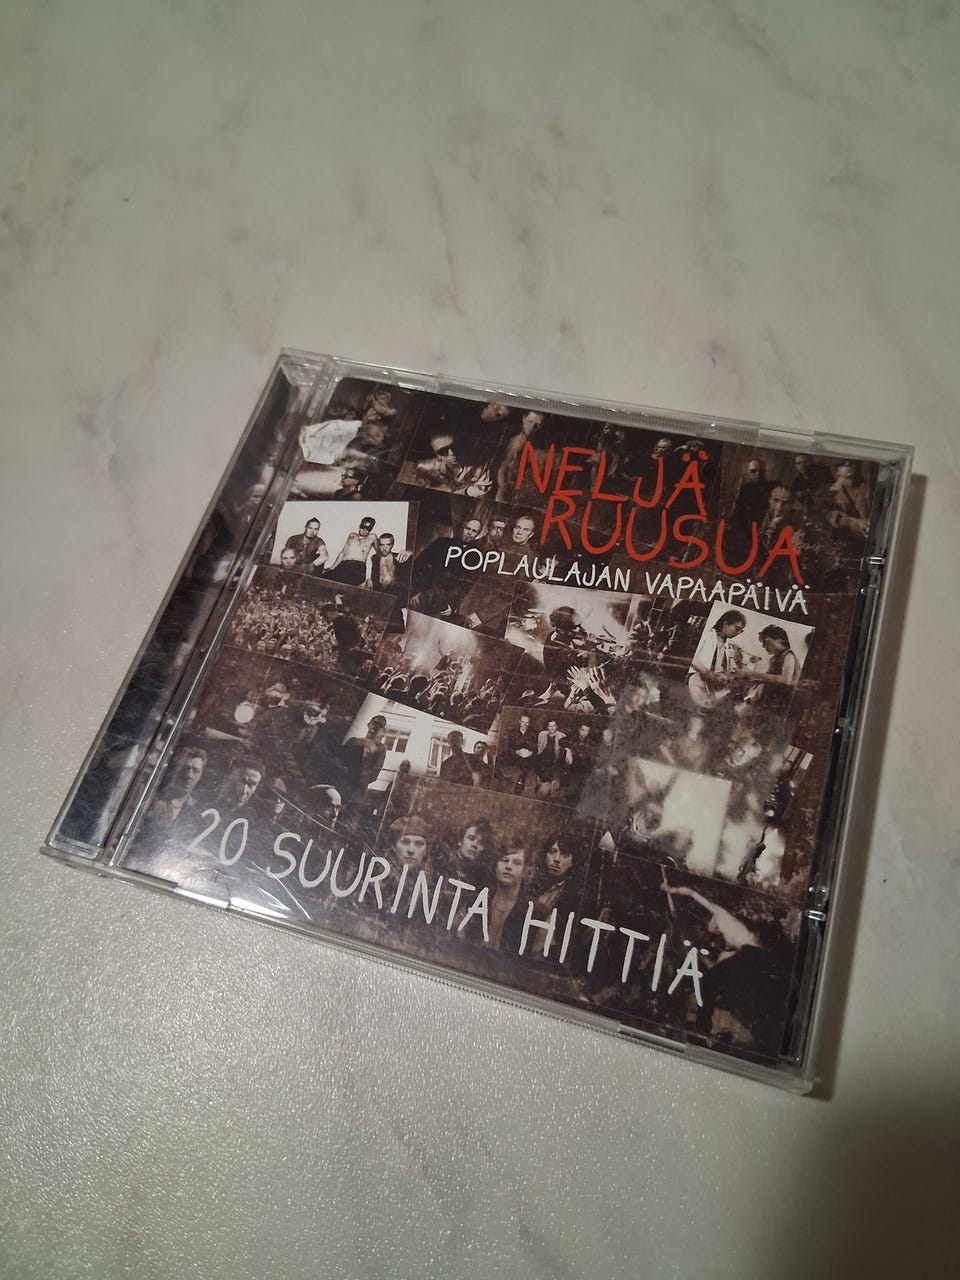 NELJÄ
RUUSUA
POPLAULAJAN VAPAAPÄIVÄ
20 SUURINTA HITTIÄ